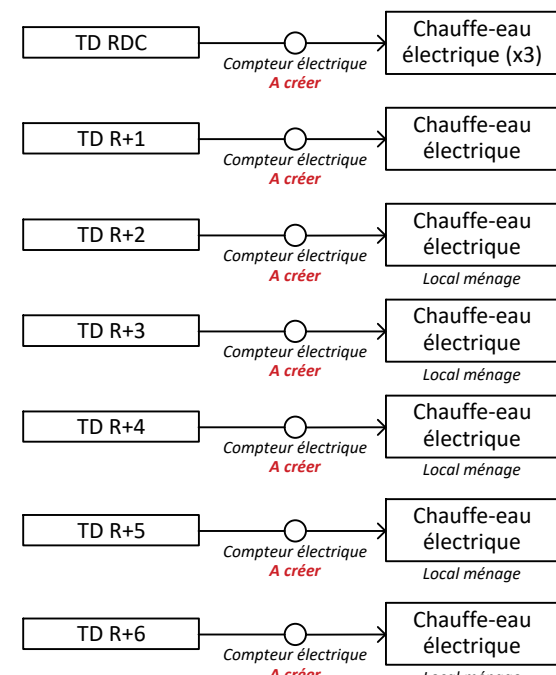 TD RDC
Compteur électrique
A créer
Chauffe-eau
électrique (x3)
TD R+1
Compteur électrique
A créer
Chauffe-eau
électrique
TD R+2
Compteur électrique
A créer
Chauffe-eau
électrique
Local ménage
TD R+3
Compteur électrique
A créer
Chauffe-eau
électrique
Local ménage
TD R+4
Compteur électrique
A créer
Chauffe-eau
électrique
Local ménage
TD R+5
Compteur électrique
A créer
Chauffe-eau
électrique
Local ménage
TD R+6
Compteur électrique
A créer
Chauffe-eau
électrique
Local ménage